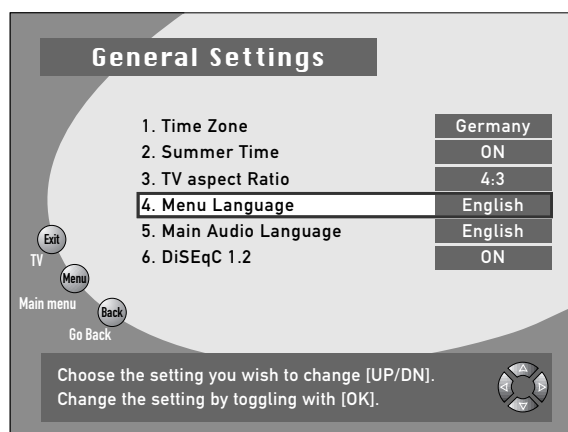 General Settings
1. Time Zone Germany
2. Summer Time ON
3. TV aspect Ratio 4:3
4. Menu Language English
5. Main Audio Language English
6. DiSEqC 1.2 ON
Exit
TV
Menu
Main menu
Back
Go Back
Choose the setting you wish to change [UP/DN].
Change the setting by toggling with [OK].